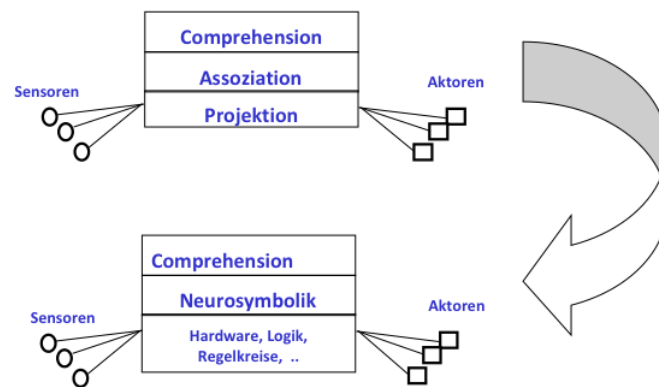 Comprehension
Assoziation
Sensoren
Aktoren
Projektion
Comprehension
Neurosymbolik
Sensoren
Aktoren
Hardware, Logik,
Regelkreise, ..